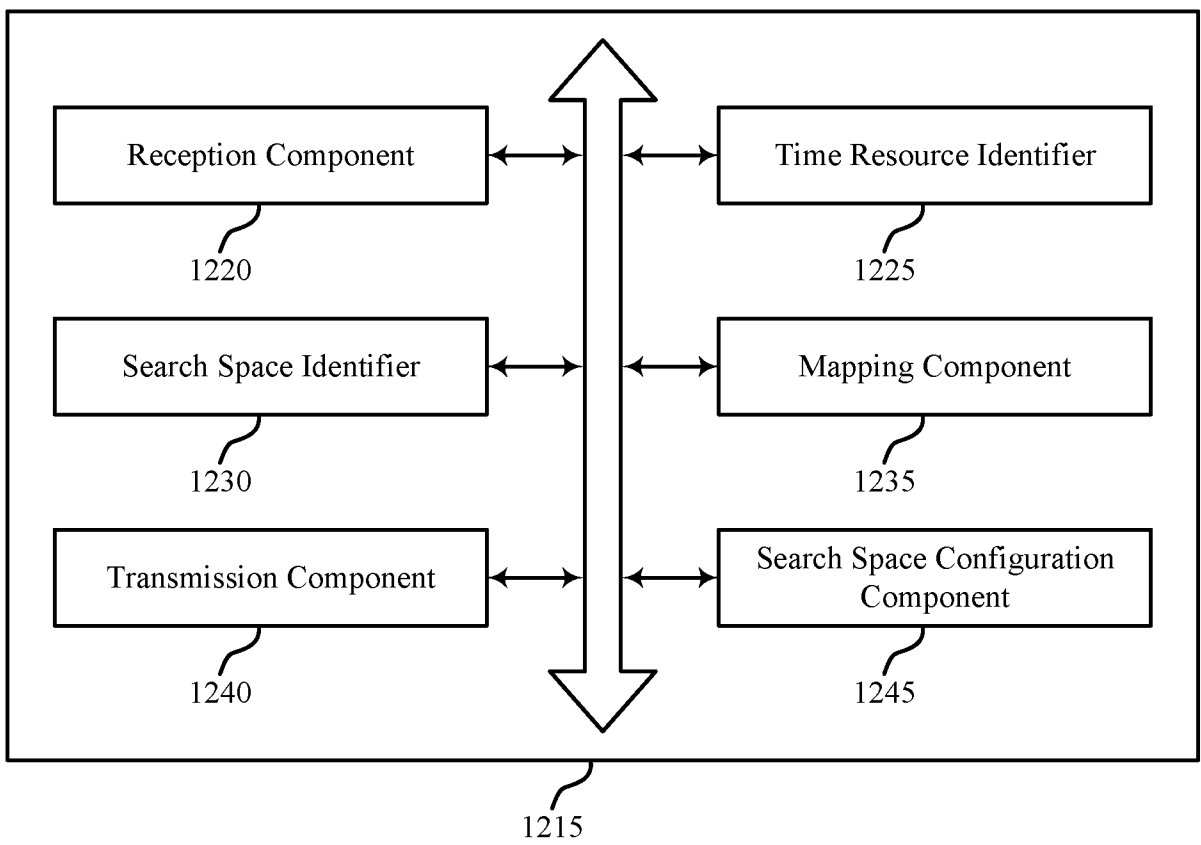 Reception Component
1220
Time Resource Identifier
1225
Search Space Identifier
1230
Mapping Component
1235
Transmission Component
1240
Search Space Configuration
Component
1245
1215